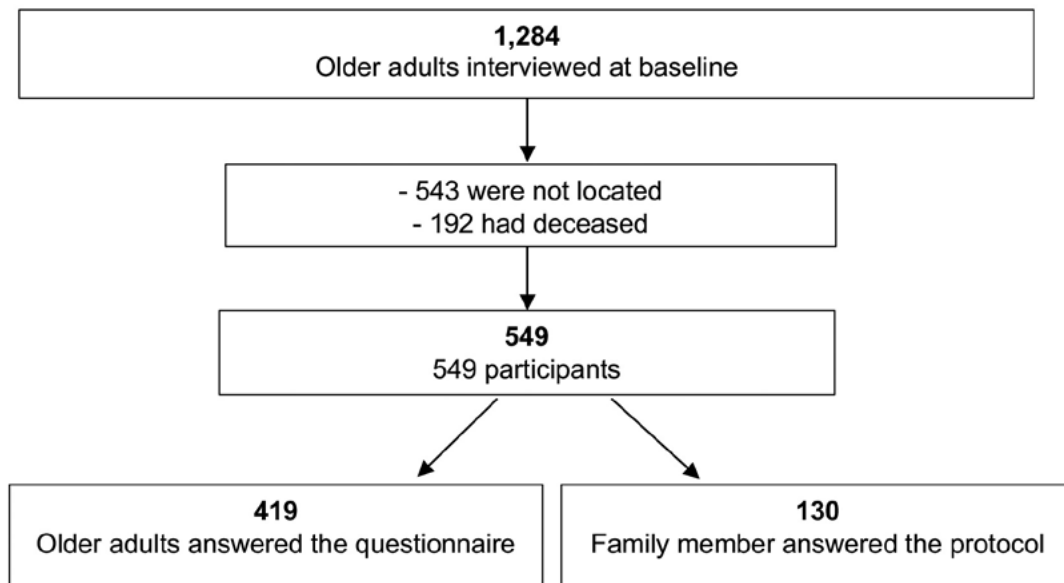 1,284
Older adults interviewed at baseline
- 543 were not located
- 192 had deceased
549
549 participants
419
Older adults answered the questionnaire
130
Family member answered the protocol